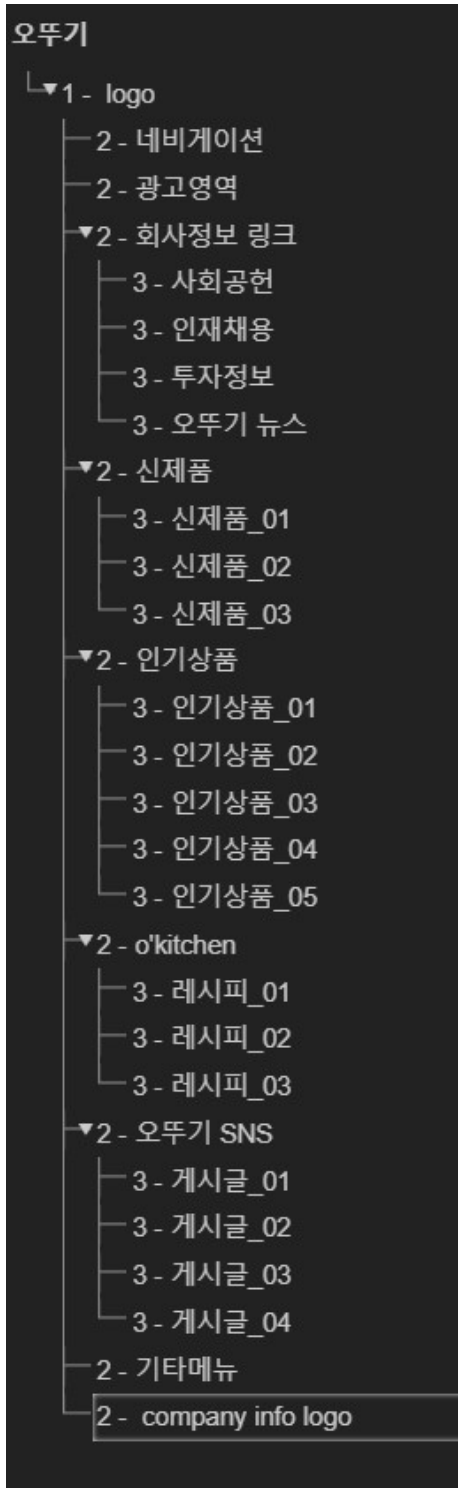 오뚜기
1 - logo
2 - 네비게이션
2 - 광고영역
2 - 회사정보 링크
3 - 사회공헌
3 - 인재채용
3 - 투자정보
3 - 오뚜기 뉴스
2 - 신제품
3 - 신제품_01
3 - 신제품_02
3 - 신제품_03
2 - 인기상품
3 - 인기상품_01
3 - 인기상품_02
3 - 인기상품_03
3 - 인기상품_04
3 - 인기상품_05
2 - o'kitchen
3 - 레시피_01
3 - 레시피_02
3 - 레시피_03
2 - 오뚜기 SNS
3 - 게시글_01
3 - 게시글_02
3 - 게시글_03
3 - 게시글_04
2 - 기타메뉴
2 - company info logo